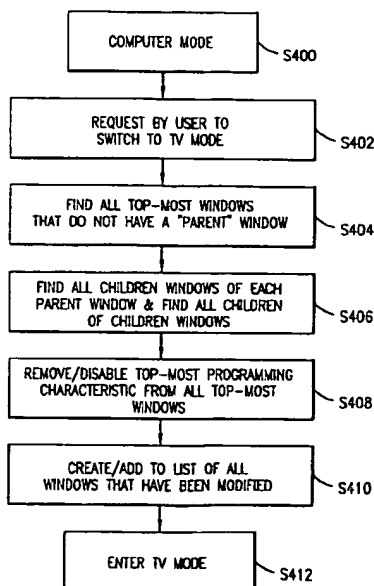 COMPUTER MODE
S400
REQUEST BY USER TO
SWITCH TO TV MODE
S402
FIND ALL TOP-MOST WINDOWS
THAT DO NOT HAVE A "PARENT" WINDOW
S404
FIND ALL CHILDREN WINDOWS OF EACH
PARENT WINDOW & FIND ALL CHILDREN
OF CHILDREN WINDOWS
S406
REMOVE/DISABLE TOP-MOST PROGRAMMING
CHARACTERISTIC FROM ALL TOP-MOST
WINDOWS
S408
CREATE/ADD TO LIST OF ALL
WINDOWS THAT HAVE BEEN MODIFIED
S410
ENTER TV MODE
S412